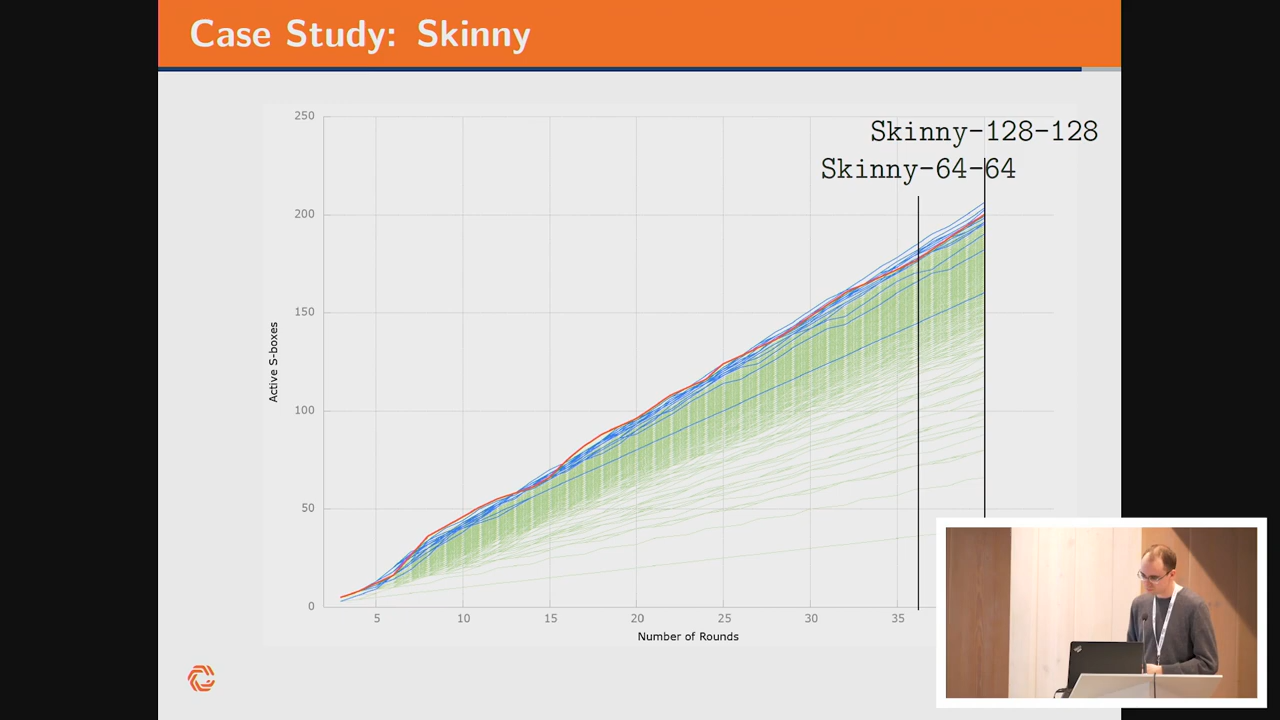 Case Study: Skinny
250
Skinny-128-128
Skinny-64-64
200
150
100
50
0
Active S-boxes
5
10
15
20
25
30
35
Number of Rounds